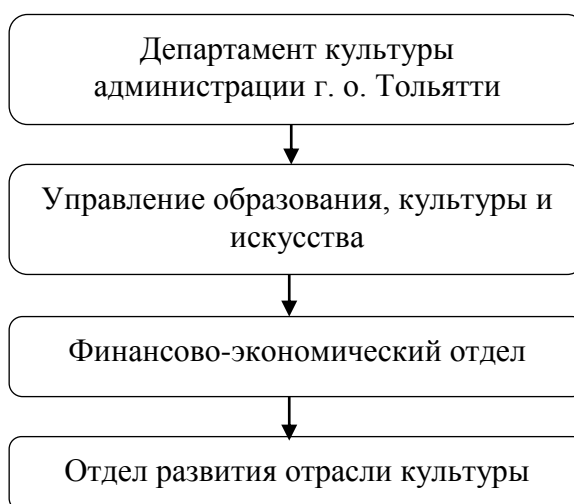 Департамент культуры
администрации г. о. Тольятти
Управление образования, культуры и
искусства
Финансово-экономический отдел
Отдел развития отрасли культуры